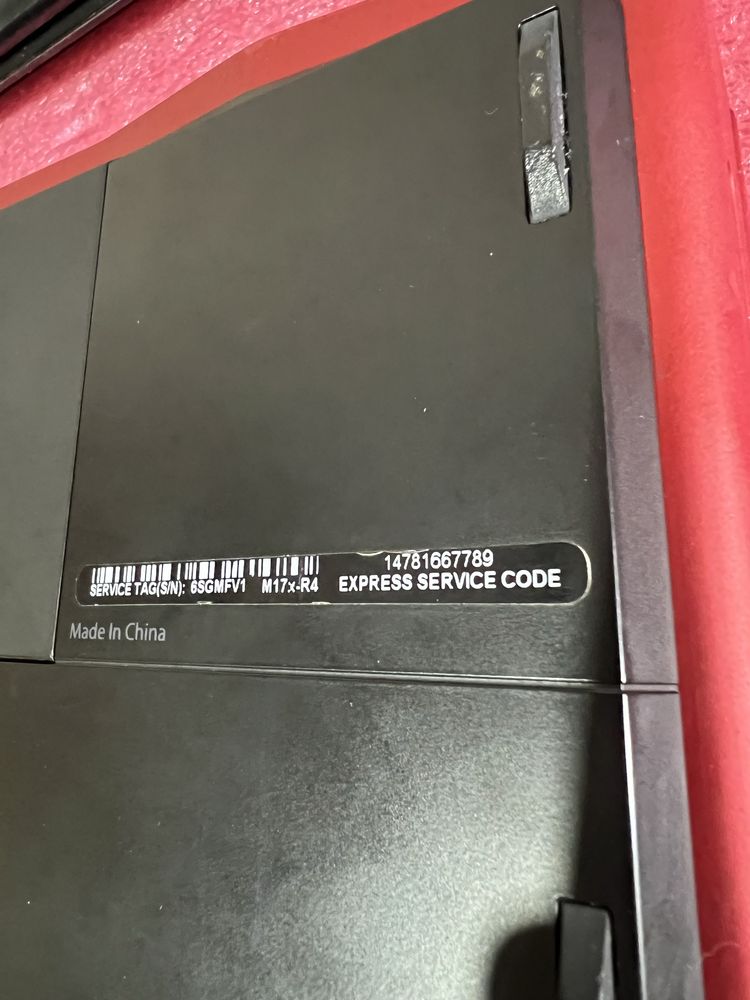 14781667789
SERVICE TAG(S/N): 6SGMFV1 M17x-R4 EXPRESS SERVICE CODE
Made In China